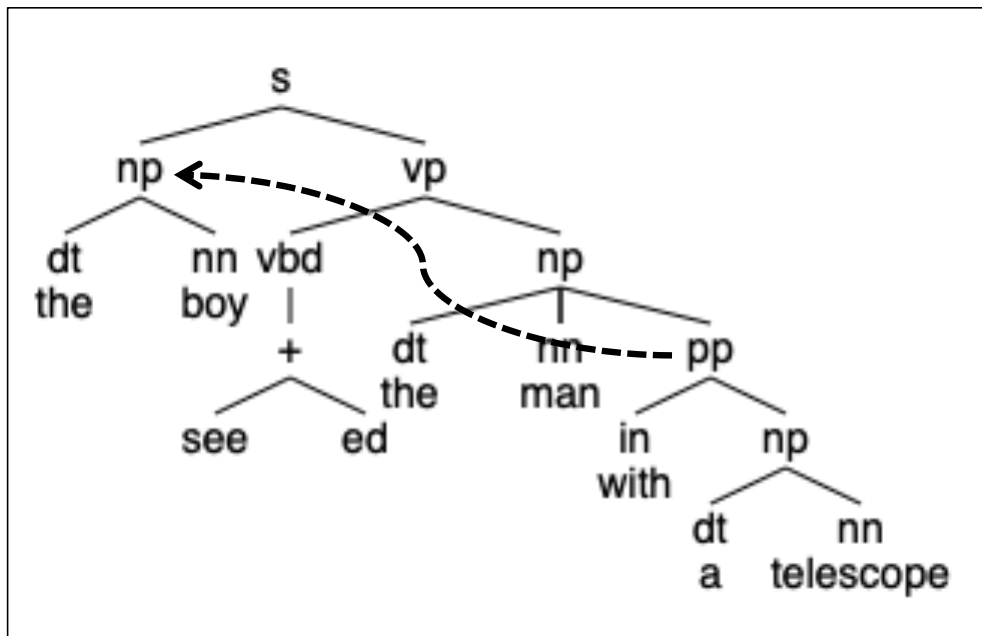 s
np vp
dt nn vbd np
the boy
+ dt nn pp
the man
see ed in np
with
dt nn
a telescope